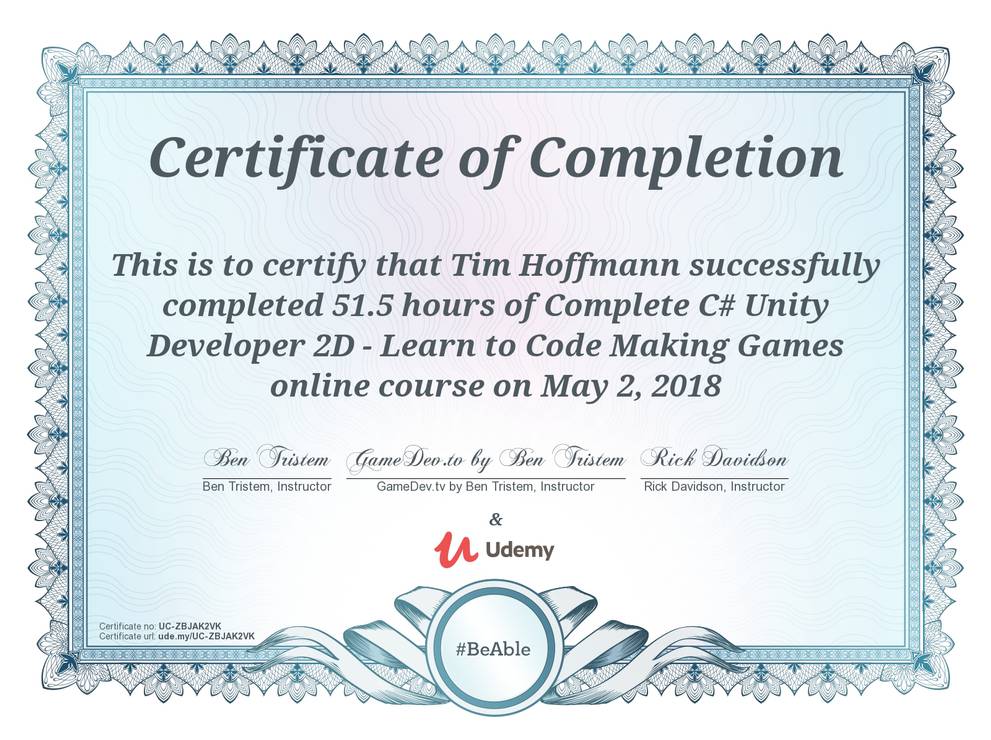 Certificate of Completion
This is to certify that Tim Hoffmann successfully
completed 51.5 hours of Complete C# Unity
Developer 2D - Learn to Code Making Games
online course on May 2, 2018
Ben Tristem GameDev.tv by Ben Tristem Rick Davidson
Ben Tristem, Instructor GameDev.tv by Ben Tristem, Instructor Rick Davidson, Instructor
&
Udemy
Certificate no: UC-ZBJAK2VK
Certificate url: ude.my/UC-ZBJAK2VK
#BeAble